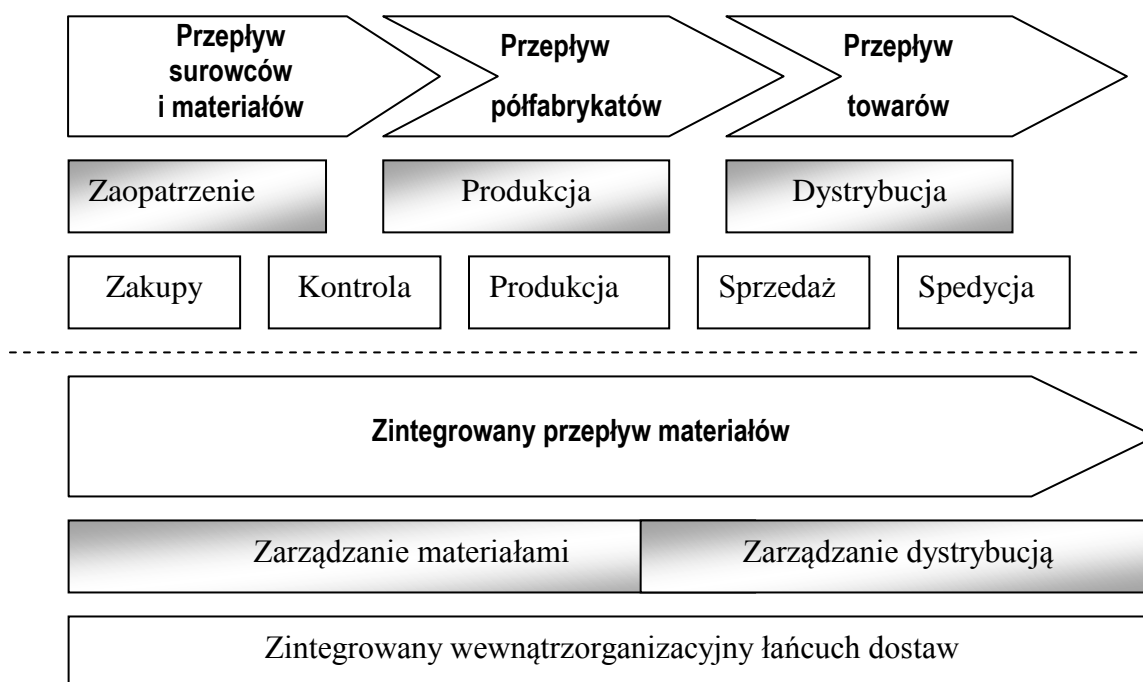 Przepływ
surowców
i materiałów
Przepływ
półfabrykatów
Przepływ
towarów
Zaopatrzenie
Produkcja
Dystrybucja
Zakupy
Kontrola
Produkcja
Sprzedaż
Spedycja
Zintegrowany przepływ materiałów
Zarządzanie materiałami
Zarządzanie dystrybucją
Zintegrowany wewnątrzorganizacyjny łańcuch dostaw